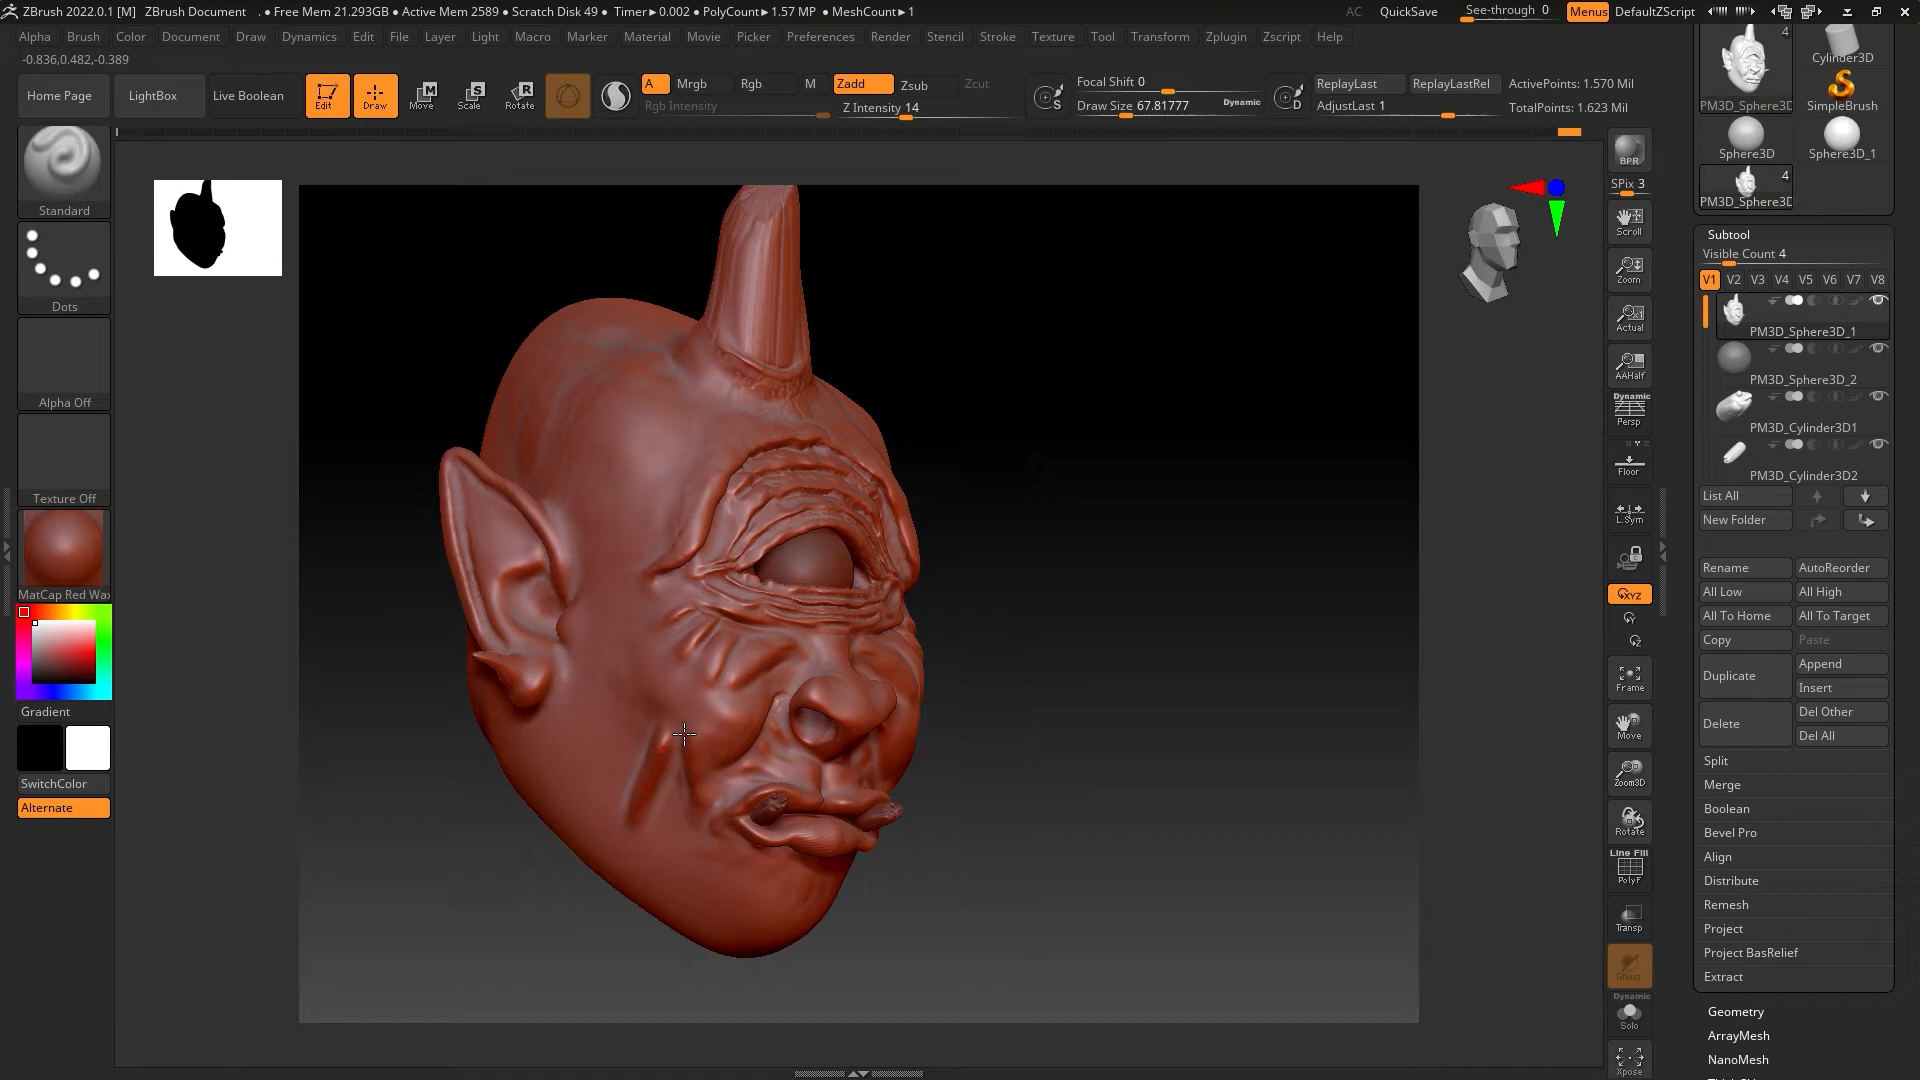 ZBrush 2022.0.1 [M] ZBrush Document . ● Free Mem 21.293GB ● Active Mem 2589 ● Scratch Disk 49 ● Timer►0.002 ● PolyCount►1.57 MP ● MeshCount►1 AC QuickSave See-through 0 Menus DefaultZScript
Alpha Brush Color Document Draw Dynamics Edit File Layer Light Macro Marker Material Movie Picker Preferences Render Stencil Stroke Texture Tool Transform Zplugin Zscript Help
-0.836,0.482,-0.389
Home Page LightBox Live Boolean Edit Draw Move Scale Rotate A Mrgb Rgb M Zadd Zsub Zcut
Rgb Intensity Z Intensity 14
Focal Shift 0
Draw Size 67.81777 Dynamic
ReplayLast ReplayLastRel ActivePoints: 1.570 Mil
AdjustLast 1 TotalPoints: 1.623 Mil
Standard
Dots
Alpha Off
Texture Off
MatCap Red Wax
Gradient
SwitchColor
Alternate
BPR
SPix 3
Scroll
Zoom
Actual
AAHalf
Dynamic
Persp
Floor
L.Sym
XYZ
Frame
Move
Zoom3D
Rotate
Line Fill
PolyF
Transp
Ghost
Dynamic
Solo
Xpose
4 Cylinder3D
PM3D_Sphere3D SimpleBrush
Sphere3D Sphere3D_1
4
PM3D_Sphere3D
Subtool
Visible Count 4
V1 V2 V3 V4 V5 V6 V7 V8
PM3D_Sphere3D_1
PM3D_Sphere3D_2
PM3D_Cylinder3D1
PM3D_Cylinder3D2
List All
New Folder
Rename AutoReorder
All Low All High
All To Home All To Target
Copy Paste
Duplicate Append
Insert
Delete Del Other
Del All
Split
Merge
Boolean
Bevel Pro
Align
Distribute
Remesh
Project
Project BasRelief
Extract
Geometry
ArrayMesh
NanoMesh